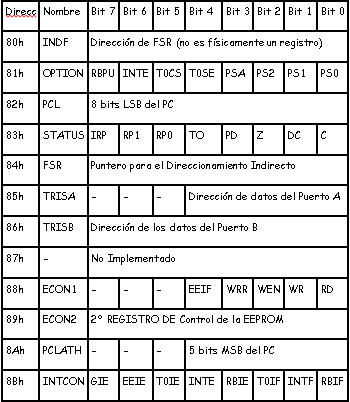 Direcc Nombre Bit 7 Bit 6 Bit 5 Bit 4 Bit 3 Bit 2 Bit 1 Bit 0
80h INDF Dirección de FSR (no es físicamente un registro)
81h OPTION RBPU INTE T0CS T0SE PSA PS2 PS1 PS0
82h PCL 8 bits LSB del PC
83h STATUS IRP RP1 RP0 TO PD Z DC C
84h FSR Puntero para el Direccionamiento Indirecto
85h TRISA - - - Dirección de datos del Puerto A
86h TRISB Dirección de los datos del Puerto B
87h - No Implementado
88h ECON1 - - - EEIF WRR WEN WR RD
89h ECON2 2º REGISTRO DE Control de la EEPROM
8Ah PCLATH - - - 5 bits MSB del PC
8Bh INTCON GIE EEIE T0IE INTE RBIE T0IF INTF RBIF